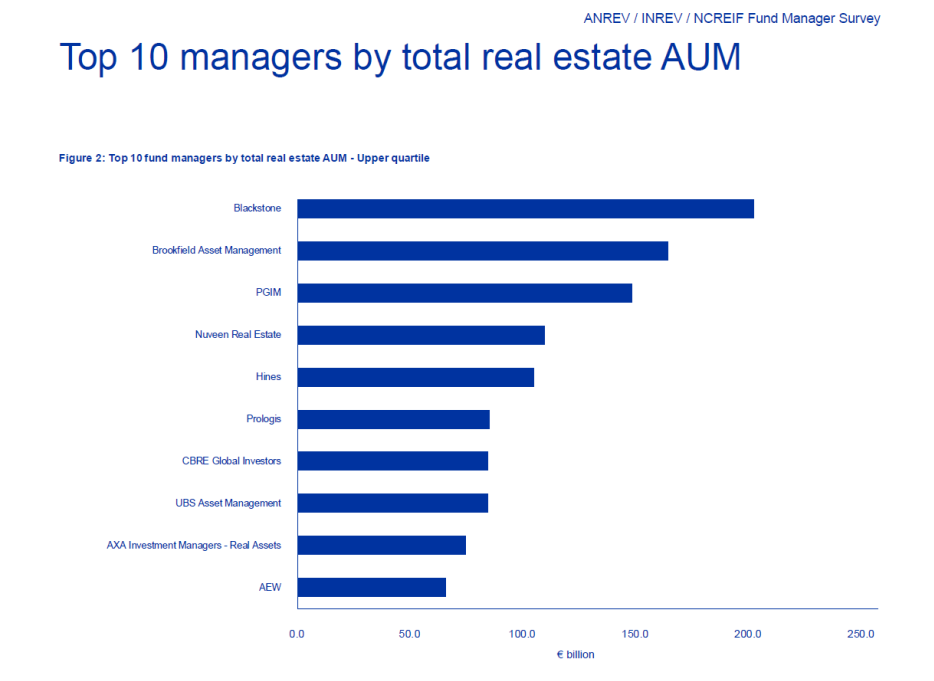 ANREV / INREV / NCREIF Fund Manager Survey
Top 10 managers by total real estate AUM
Figure 2: Top 10 fund managers by total real estate AUM - Upper quartile
Blackstone
Brookfield Asset Management
PGIM
Nuveen Real Estate
Hines
Prologis
CBRE Global Investors
UBS Asset Management
AXA Investment Managers - Real Assets
AEW
0.0 50.0 100.0 150.0 200.0 250.0
€ billion